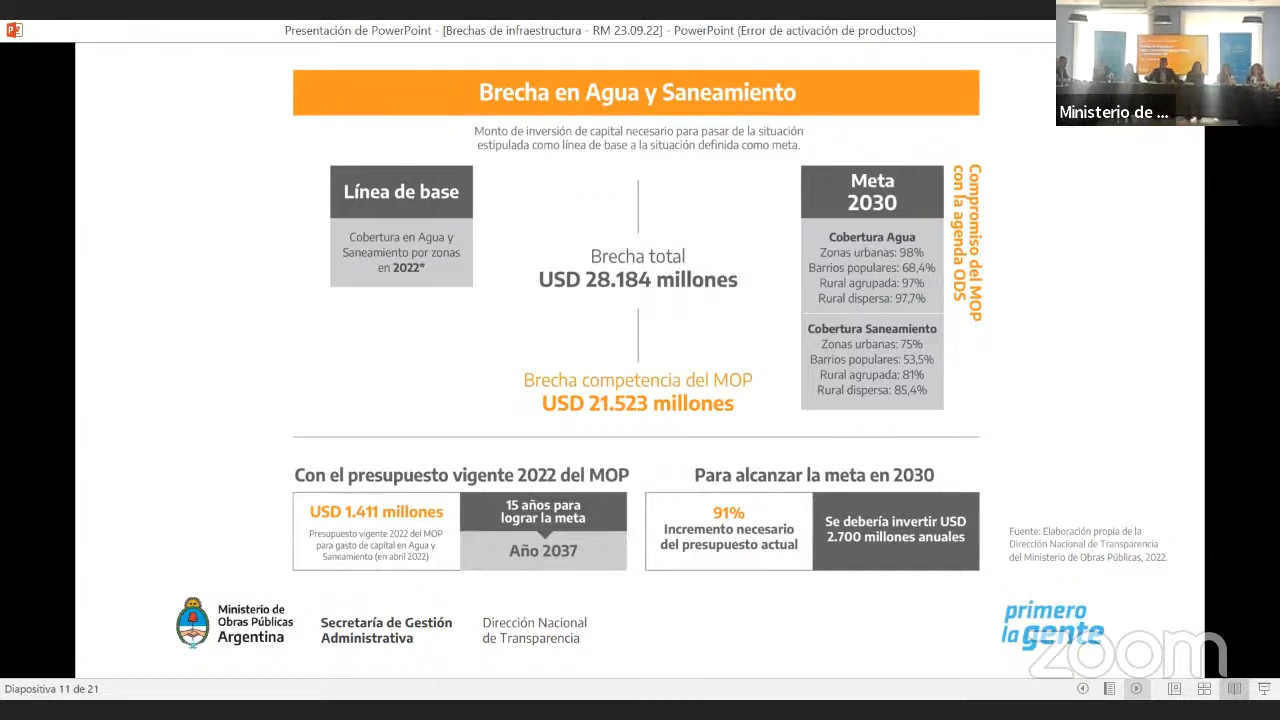 Presentación de PowerPoint - [Brechas de infraestructura - RM 23.09.22] - PowerPoint (Error de activación de productos)
Ministerio de ...
Brecha en Agua y Saneamiento
Monto de inversión de capital necesario para pasar de la situación
estipulada como línea de base a la situación definida como meta.
Línea de base
Cobertura en Agua y
Saneamiento por zonas
en 2022*
Brecha total
USD 28.184 millones
Brecha competencia del MOP
USD 21.523 millones
Meta
2030
Cobertura Agua
Zonas urbanas: 98%
Barrios populares: 68,4%
Rural agrupada: 97%
Rural dispersa: 97,7%
Cobertura Saneamiento
Zonas urbanas: 75%
Barrios populares: 53,5%
Rural agrupada: 81%
Rural dispersa: 85,4%
Compromiso del MOP
con la agenda ODS
Con el presupuesto vigente 2022 del MOP
USD 1.411 millones
Presupuesto vigente 2022 del MOP
para gasto de capital en Agua y
Saneamiento (en abril 2022)
15 años para
lograr la meta
Año 2037
Para alcanzar la meta en 2030
91%
Incremento necesario
del presupuesto actual
Se debería invertir USD
2.700 millones anuales
Fuente: Elaboración propia de la
Dirección Nacional de Transparencia
del Ministerio de Obras Públicas, 2022.
Ministerio de
Obras Públicas
Argentina
Secretaría de Gestión
Administrativa
Dirección Nacional
de Transparencia
primero
la gente
zoom
Diapositiva 11 de 21